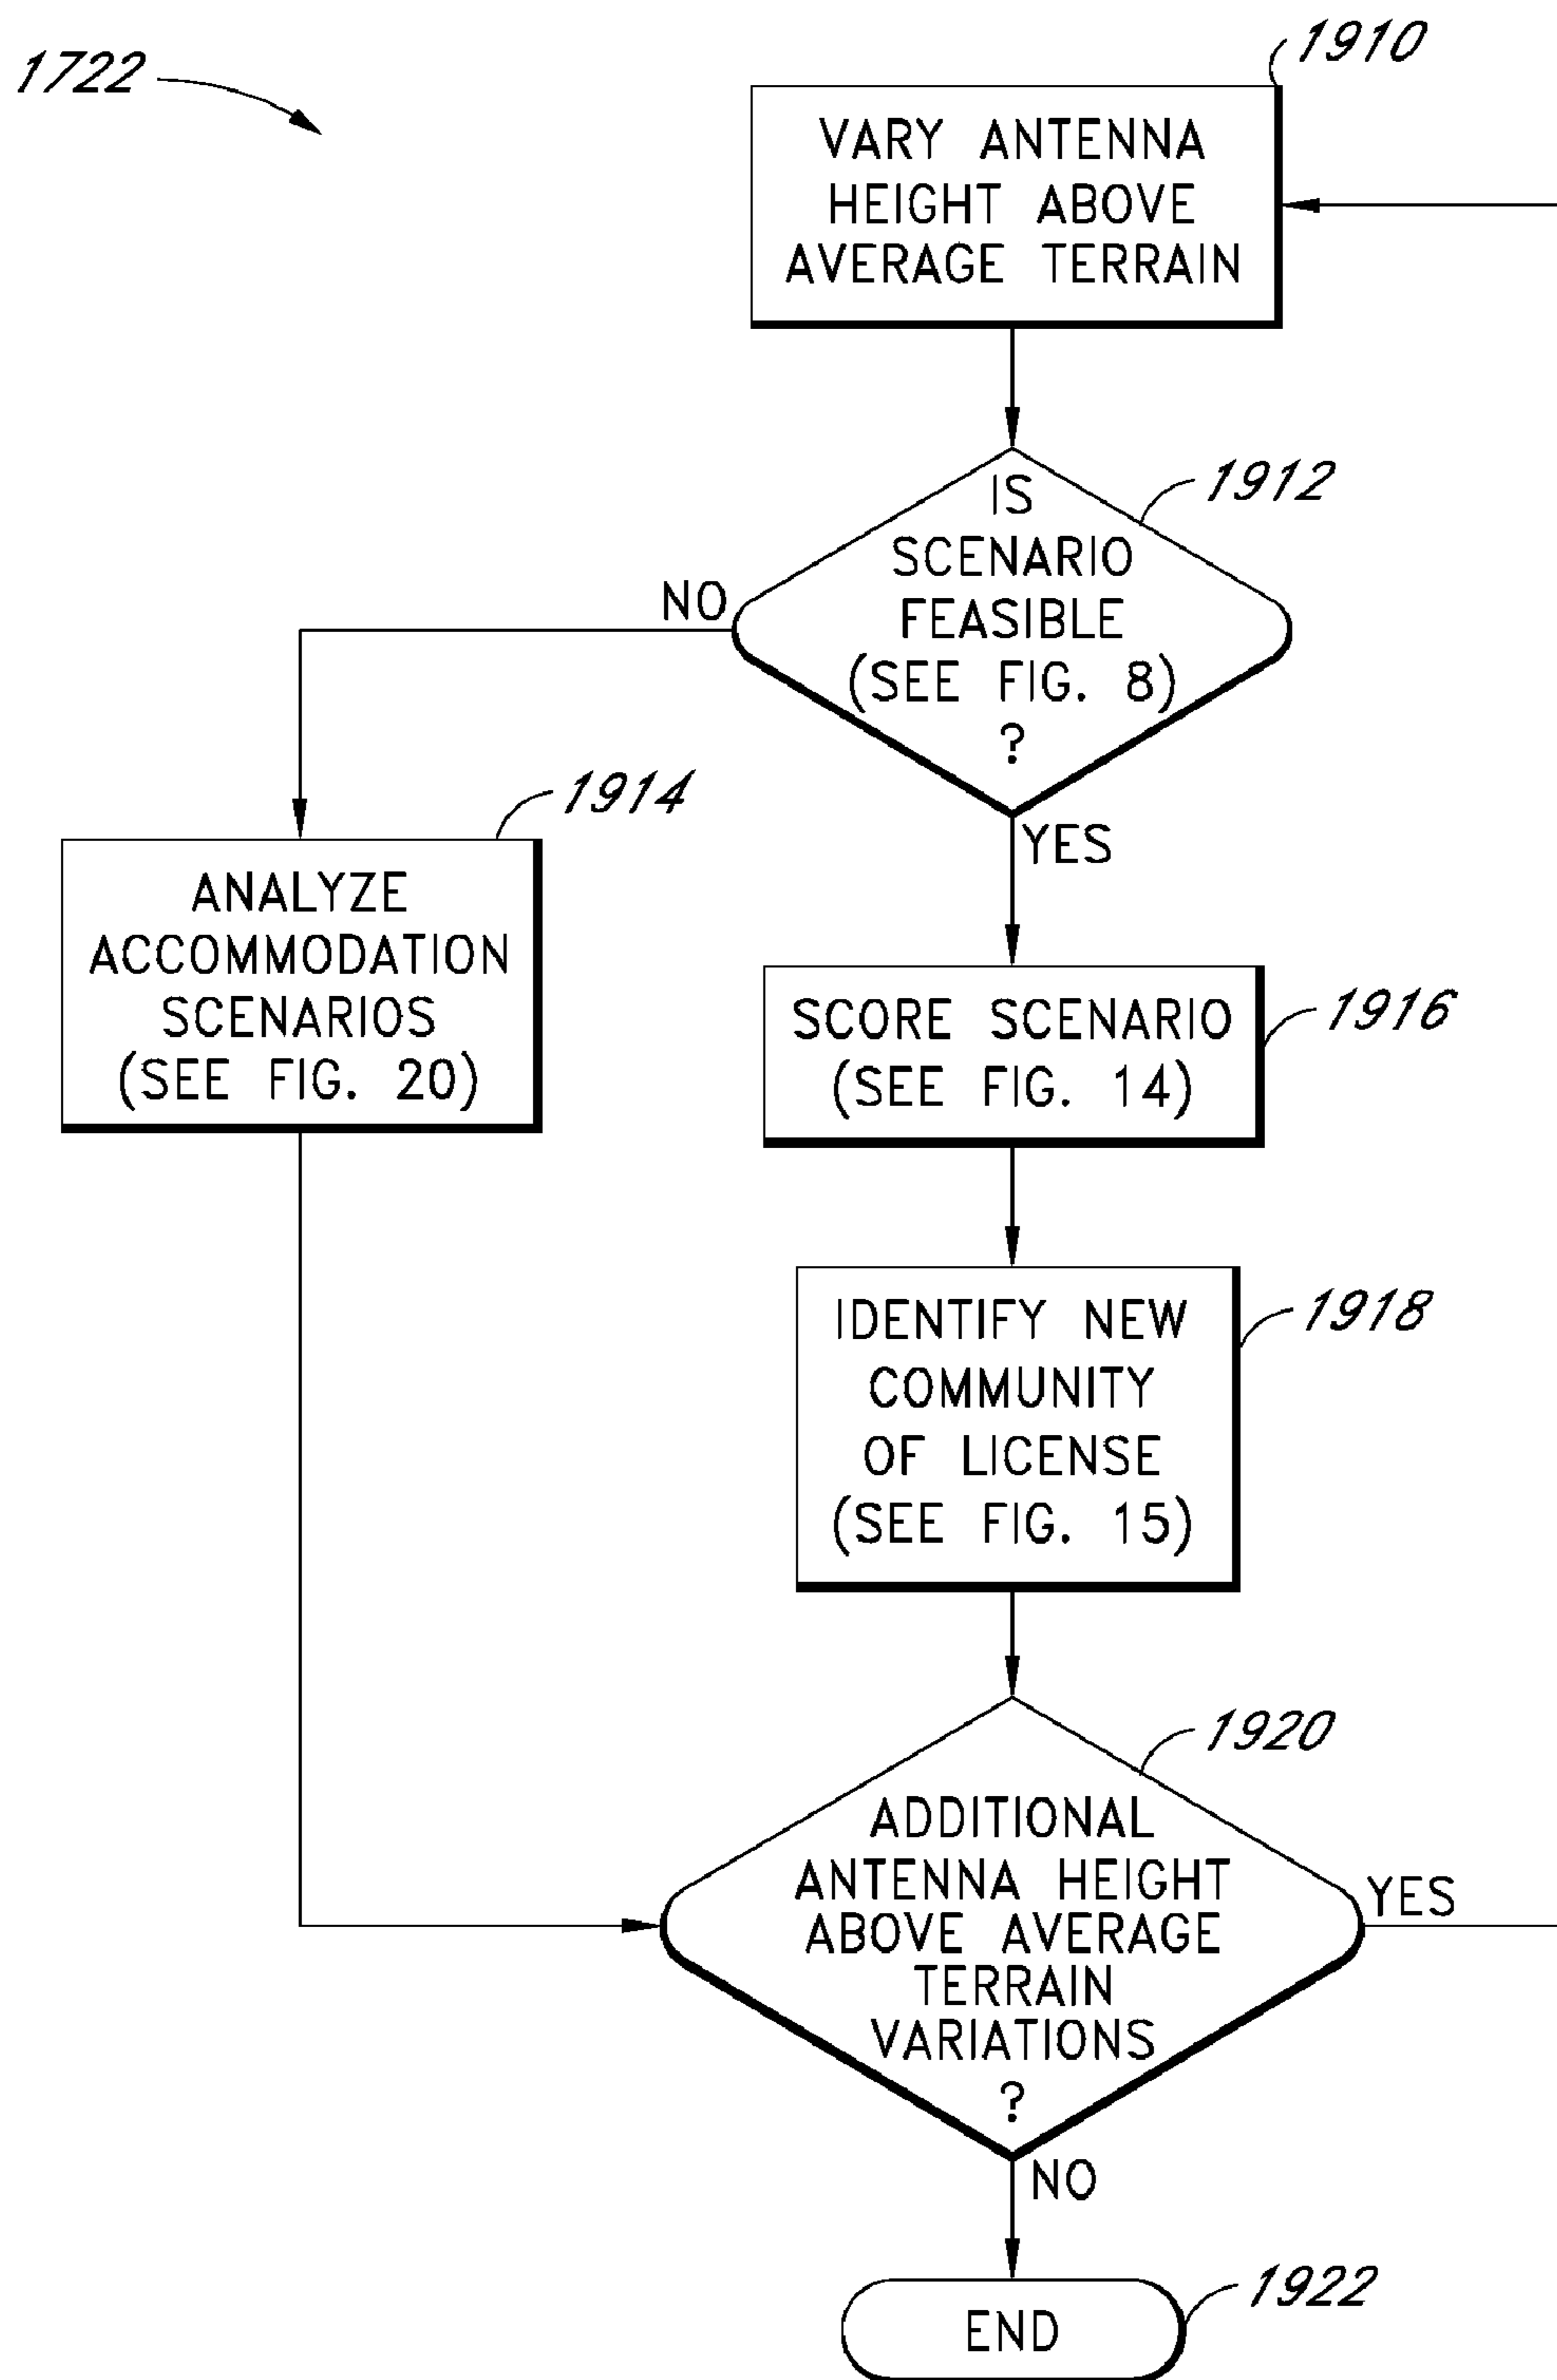 1722
1910
VARY ANTENNA
HEIGHT ABOVE
AVERAGE TERRAIN
1912
IS
SCENARIO
FEASIBLE
(SEE FIG. 8)
?
NO
YES
1914
ANALYZE
ACCOMMODATION
SCENARIOS
(SEE FIG. 20)
1916
SCORE SCENARIO
(SEE FIG. 14)
1918
IDENTIFY NEW
COMMUNITY
OF LICENSE
(SEE FIG. 15)
1920
ADDITIONAL
ANTENNA HEIGHT
ABOVE AVERAGE
TERRAIN
VARIATIONS
?
YES
NO
1922
END